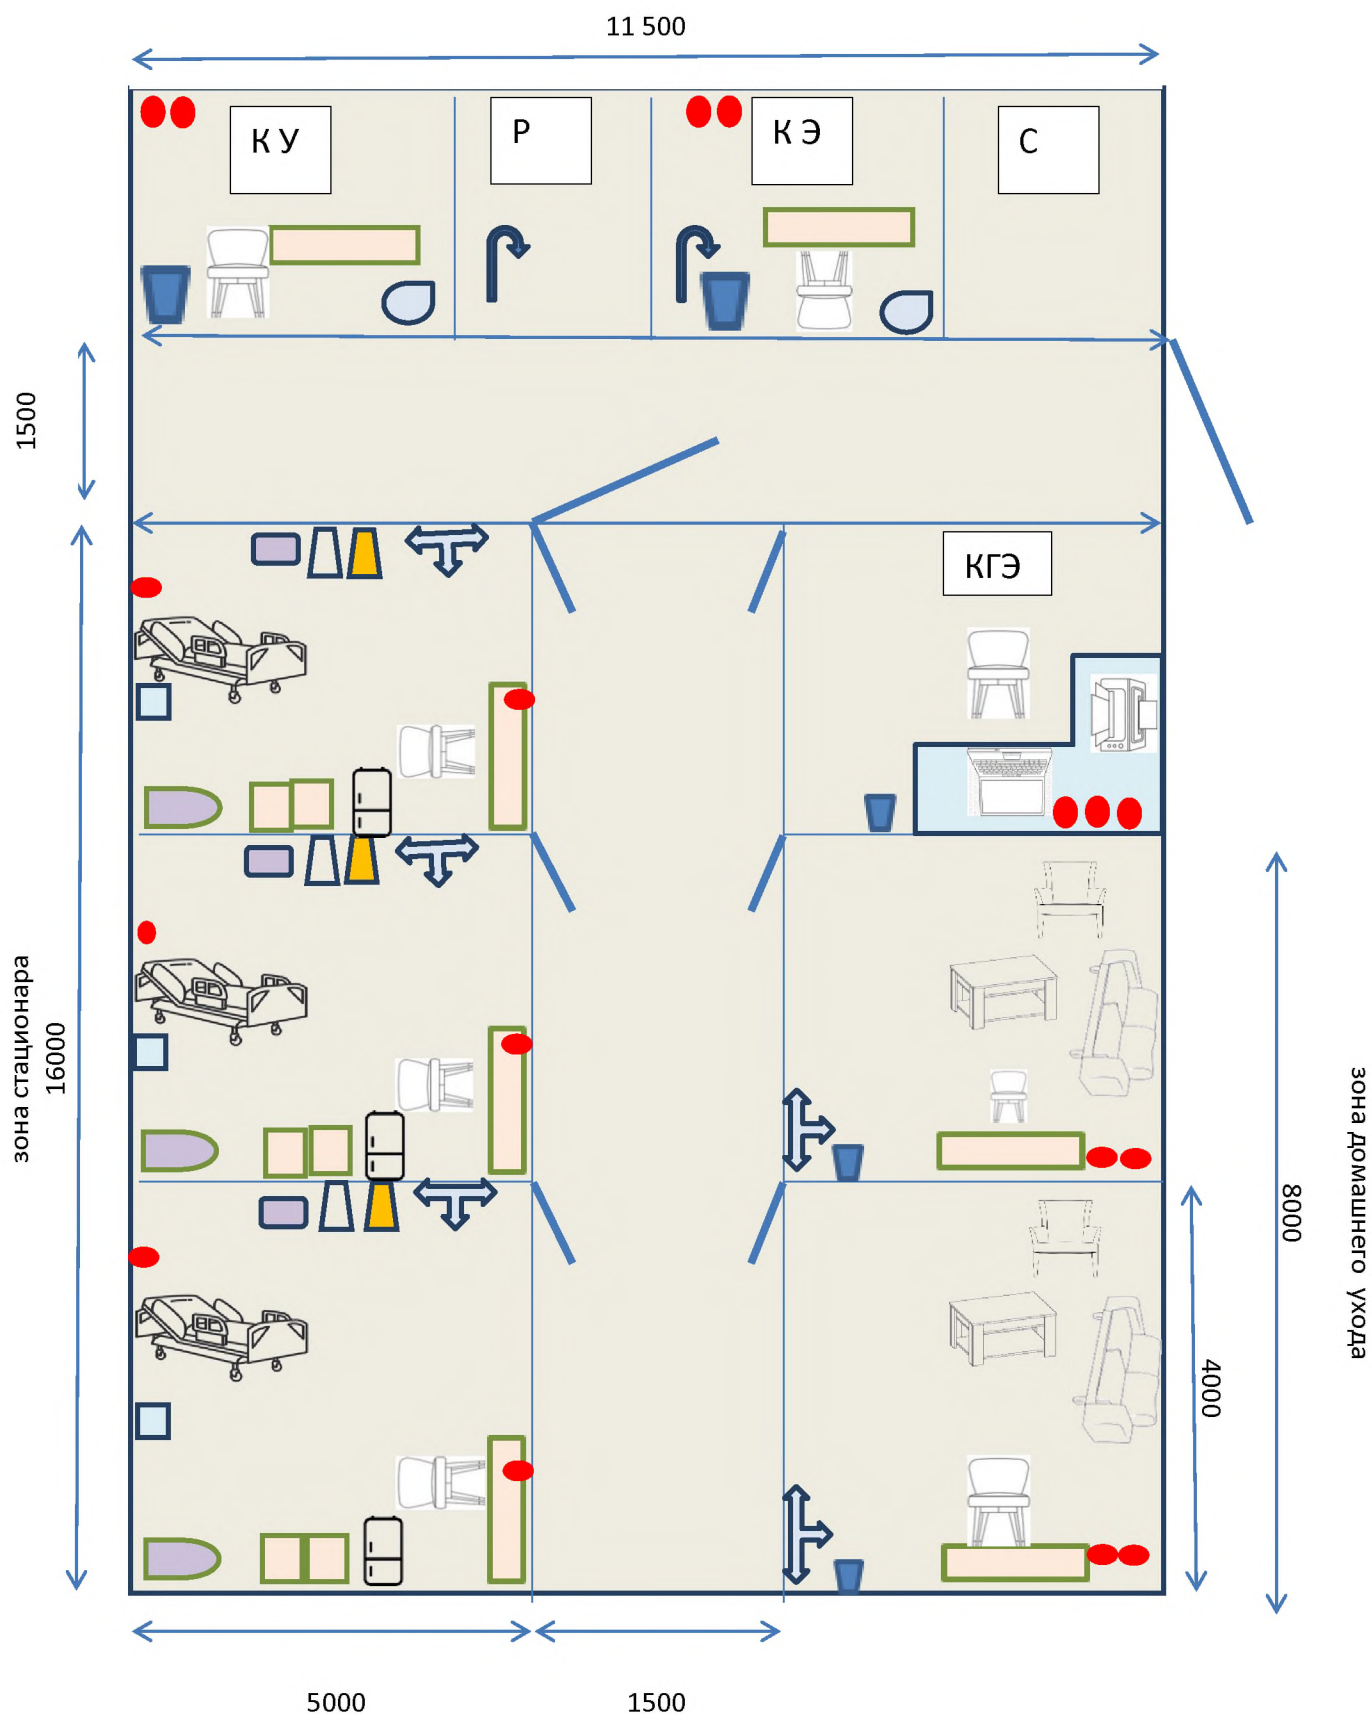 11 500
К У
Р
К Э
С
1500
КГЭ
зона стационара
16000
8000
зона домашнего ухода
4000
5000
1500